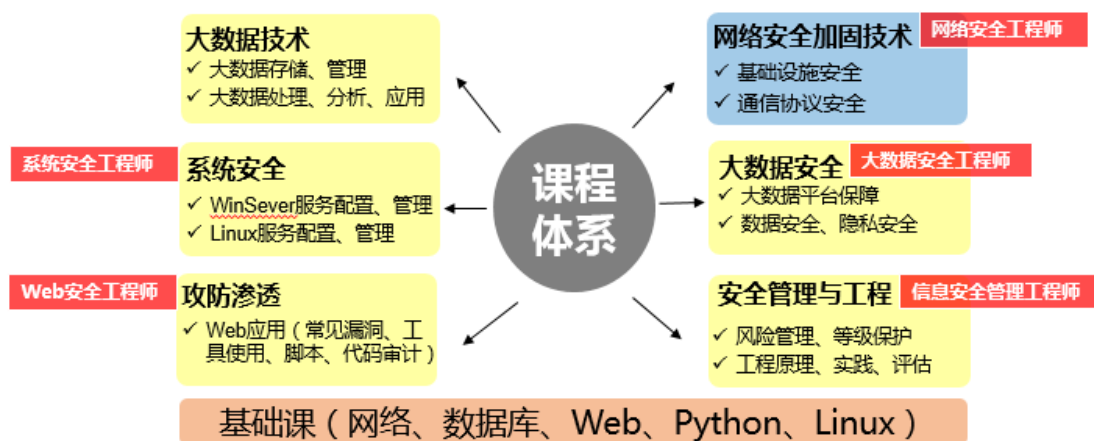 大数据技术
✓ 大数据存储、管理
✓ 大数据处理、分析、应用
网络安全加固技术
网络安全工程师
✓ 基础设施安全
✓ 通信协议安全
系统安全工程师
系统安全
✓ WinSever服务配置、管理
✓ Linux服务配置、管理
课程
体系
大数据安全
大数据安全工程师
✓ 大数据平台保障
✓ 数据安全、隐私安全
Web安全工程师
攻防渗透
✓ Web应用（常见漏洞、工
具使用、脚本、代码审计）
安全管理与工程
信息安全管理工程师
✓ 风险管理、等级保护
✓ 工程原理、实践、评估
基础课（网络、数据库、Web、Python、Linux）